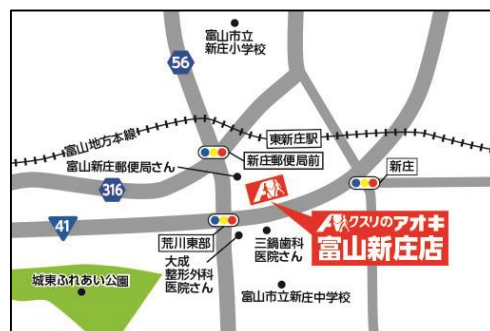 富山市立
新庄小学校
56
富山地方本線
東新庄駅
新庄郵便局前
富山新庄郵便局さん
新庄
316
41
荒川東部
クスリのアオキ
富山新庄店
大成
整形外科
医院さん
三鍋歯科
医院さん
城東ふれあい公園
富山市立新庄中学校